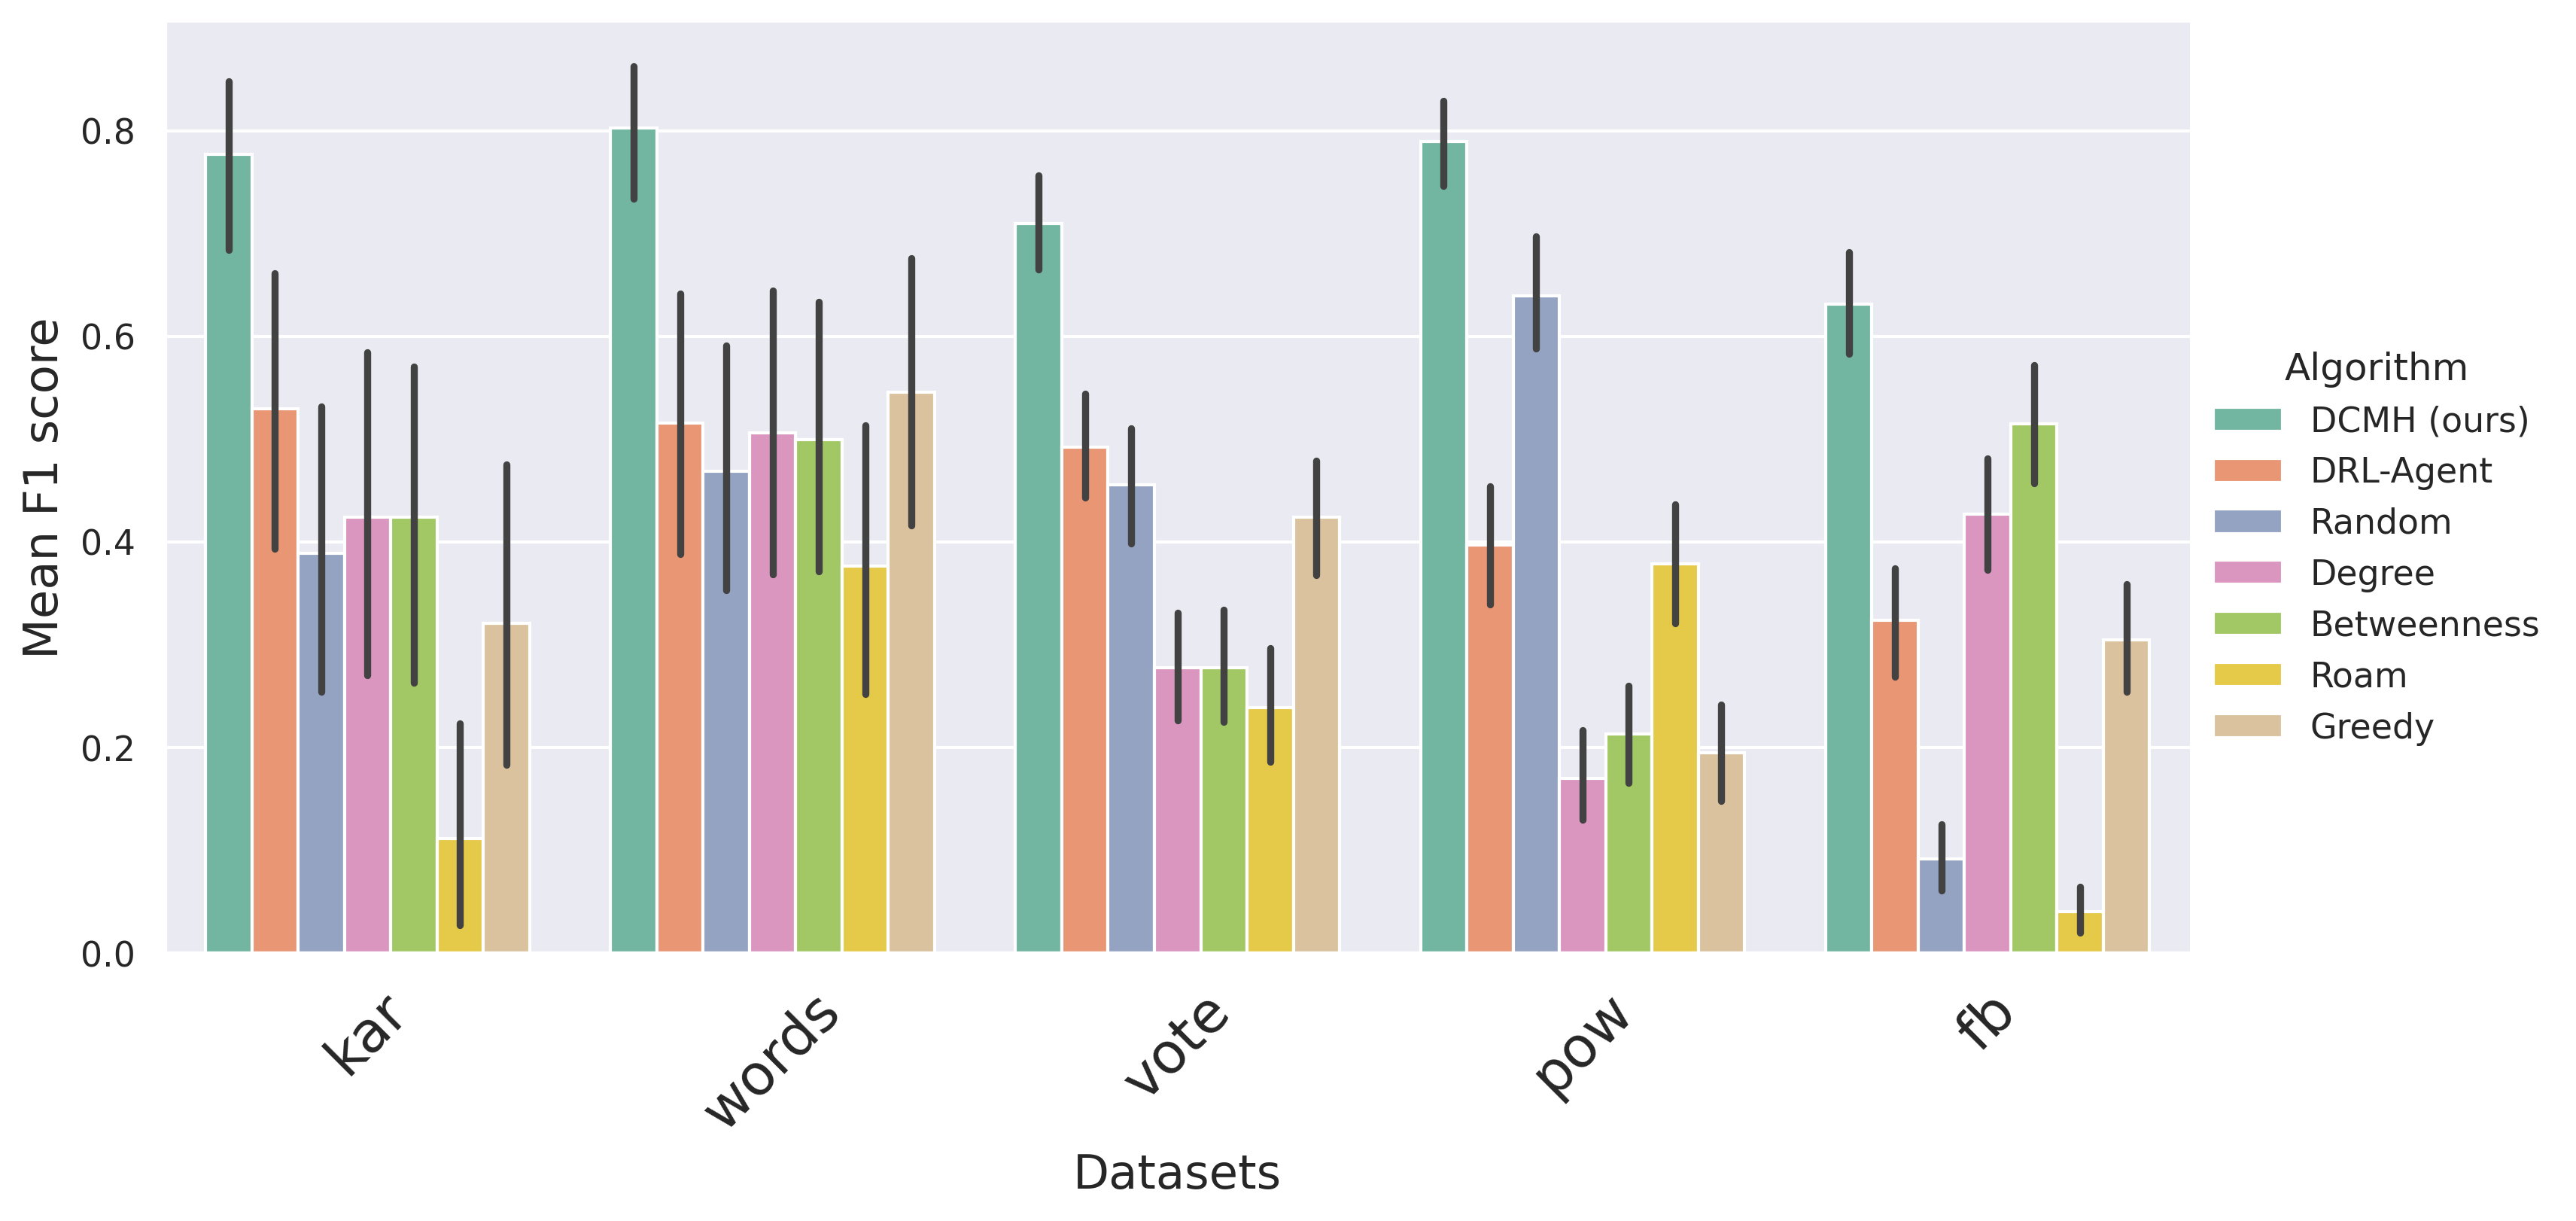 Mean F1 score
0.8
0.6
0.4
0.2
0.0
kar
words
vote
pow
fb
Datasets
Algorithm
DCMH (ours)
DRL-Agent
Random
Degree
Betweenness
Roam
Greedy